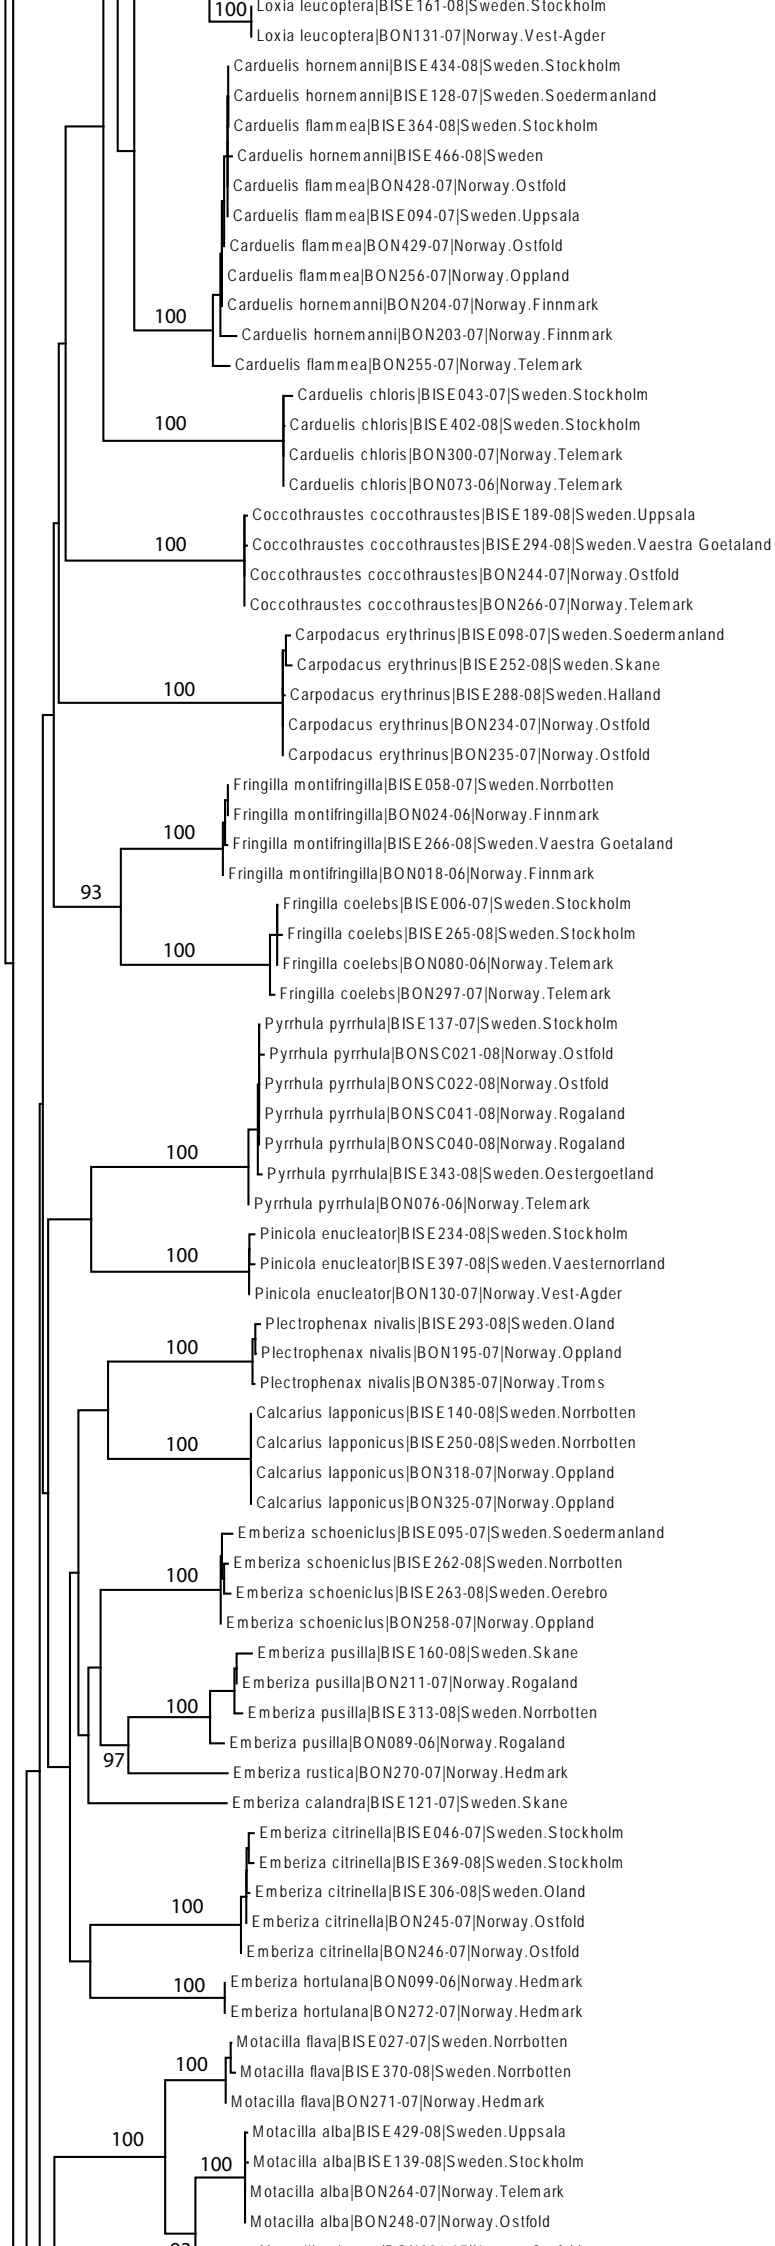 100
Loxia leucoptera|BISE161-08|Sweden.Stockholm
Loxia leucoptera|BON131-07|Norway.Vest-Agder
Carduelis hornemanni|BISE434-08|Sweden.Stockholm
Carduelis hornemanni|BISE128-07|Sweden.Soedermanland
Carduelis flammea|BISE364-08|Sweden.Stockholm
Carduelis hornemanni|BISE466-08|Sweden
Carduelis flammea|BON428-07|Norway.Ostfold
Carduelis flammea|BISE094-07|Sweden.Uppsala
Carduelis flammea|BON429-07|Norway.Ostfold
Carduelis flammea|BON256-07|Norway.Oppland
Carduelis hornemanni|BON204-07|Norway.Finnmark
100
Carduelis hornemanni|BON203-07|Norway.Finnmark
Carduelis flammea|BON255-07|Norway.Telemark
Carduelis chloris|BISE043-07|Sweden.Stockholm
100
Carduelis chloris|BISE402-08|Sweden.Stockholm
Carduelis chloris|BON300-07|Norway.Telemark
Carduelis chloris|BON073-06|Norway.Telemark
Coccothraustes coccothraustes|BISE189-08|Sweden.Uppsala
100
Coccothraustes coccothraustes|BISE294-08|Sweden.Vaestra Goetaland
Coccothraustes coccothraustes|BON244-07|Norway.Ostfold
Coccothraustes coccothraustes|BON266-07|Norway.Telemark
Carpodacus erythrinus|BISE098-07|Sweden.Soedermanland
Carpodacus erythrinus|BISE252-08|Sweden.Skane
100
Carpodacus erythrinus|BISE288-08|Sweden.Halland
Carpodacus erythrinus|BON234-07|Norway.Ostfold
Carpodacus erythrinus|BON235-07|Norway.Ostfold
Fringilla montifringilla|BISE058-07|Sweden.Norrbotten
Fringilla montifringilla|BON024-06|Norway.Finnmark
100
Fringilla montifringilla|BISE266-08|Sweden.Vaestra Goetaland
Fringilla montifringilla|BON018-06|Norway.Finnmark
93
Fringilla coelebs|BISE006-07|Sweden.Stockholm
Fringilla coelebs|BISE265-08|Sweden.Stockholm
100
Fringilla coelebs|BON080-06|Norway.Telemark
Fringilla coelebs|BON297-07|Norway.Telemark
Pyrrhula pyrrhula|BISE137-07|Sweden.Stockholm
Pyrrhula pyrrhula|BONSC021-08|Norway.Ostfold
Pyrrhula pyrrhula|BONSC022-08|Norway.Ostfold
Pyrrhula pyrrhula|BONSC041-08|Norway.Rogaland
Pyrrhula pyrrhula|BONSC040-08|Norway.Rogaland
100
Pyrrhula pyrrhula|BISE343-08|Sweden.Oestergoetland
Pyrrhula pyrrhula|BON076-06|Norway.Telemark
Pinicola enucleator|BISE234-08|Sweden.Stockholm
100
Pinicola enucleator|BISE397-08|Sweden.Vaesternorrland
Pinicola enucleator|BON130-07|Norway.Vest-Agder
Plectrophenax nivalis|BISE293-08|Sweden.Oland
100
Plectrophenax nivalis|BON195-07|Norway.Oppland
Plectrophenax nivalis|BON385-07|Norway.Troms
Calcarius lapponicus|BISE140-08|Sweden.Norrbotten
100
Calcarius lapponicus|BISE250-08|Sweden.Norrbotten
Calcarius lapponicus|BON318-07|Norway.Oppland
Calcarius lapponicus|BON325-07|Norway.Oppland
Emberiza schoeniclus|BISE095-07|Sweden.Soedermanland
100
Emberiza schoeniclus|BISE262-08|Sweden.Norrbotten
Emberiza schoeniclus|BISE263-08|Sweden.Oerebro
Emberiza schoeniclus|BON258-07|Norway.Oppland
Emberiza pusilla|BISE160-08|Sweden.Skane
Emberiza pusilla|BON211-07|Norway.Rogaland
100
Emberiza pusilla|BISE313-08|Sweden.Norrbotten
Emberiza pusilla|BON089-06|Norway.Rogaland
97
Emberiza rustica|BON270-07|Norway.Hedmark
Emberiza calandra|BISE121-07|Sweden.Skane
Emberiza citrinella|BISE046-07|Sweden.Stockholm
Emberiza citrinella|BISE369-08|Sweden.Stockholm
Emberiza citrinella|BISE306-08|Sweden.Oland
100
Emberiza citrinella|BON245-07|Norway.Ostfold
Emberiza citrinella|BON246-07|Norway.Ostfold
100
Emberiza hortulana|BON099-06|Norway.Hedmark
Emberiza hortulana|BON272-07|Norway.Hedmark
Motacilla flava|BISE027-07|Sweden.Norrbotten
100
Motacilla flava|BISE370-08|Sweden.Norrbotten
Motacilla flava|BON271-07|Norway.Hedmark
Motacilla alba|BISE429-08|Sweden.Uppsala
100
100
Motacilla alba|BISE139-08|Sweden.Stockholm
Motacilla alba|BON264-07|Norway.Telemark
Motacilla alba|BON248-07|Norway.Ostfold